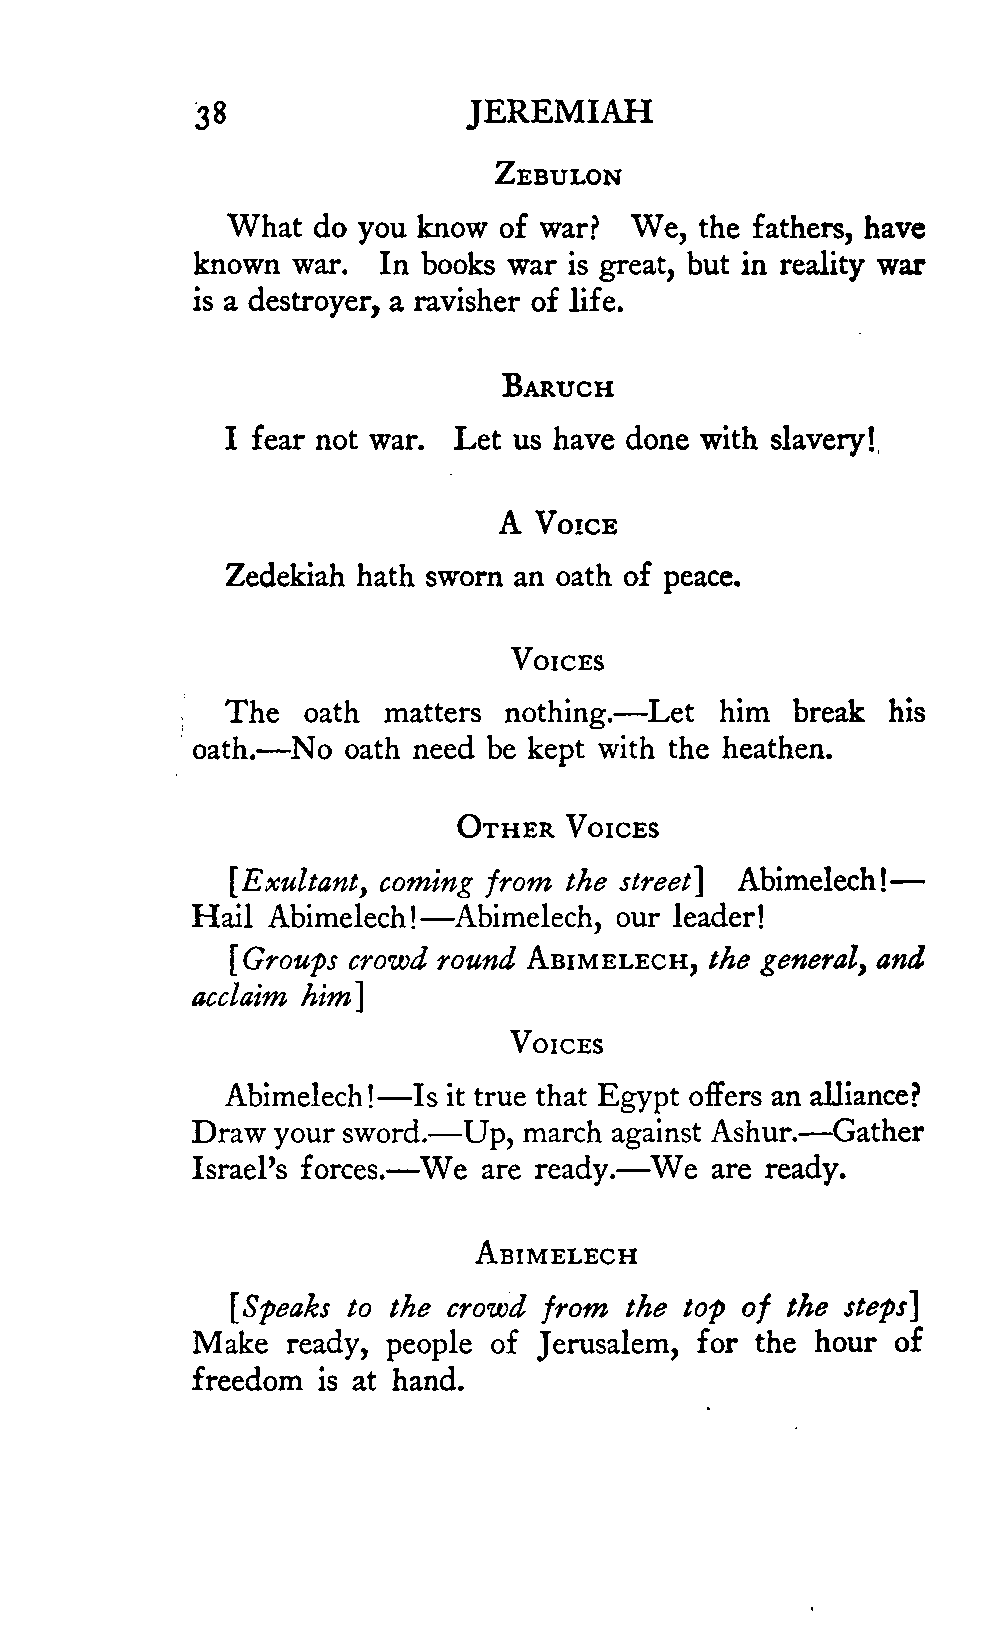 38 JEREMIAH
ZEBULON
What do you know of war? We, the fathers, have
known war. In books war is great, but in reality war
is a destroyer, a ravisher of life.
BARUCH
I fear not war. Let us have done with slavery!
A VOICE
Zedekiah hath sworn an oath of peace.
VOICES
The oath matters nothing.—Let him break his
oath.—No oath need be kept with the heathen.
OTHER VOICES
[Exultant, coming from the street] Abimelech!—
Hail Abimelech!—Abimelech, our leader!
[Groups crowd round ABIMELECH, the general, and
acclaim him]
VOICES
Abimelech!—Is it true that Egypt offers an alliance?
Draw your sword.—Up, march against Ashur.—Gather
Israel's forces.—We are ready.—We are ready.
ABIMELECH
[Speaks to the crowd from the top of the steps]
Make ready, people of Jerusalem, for the hour of
freedom is at hand.